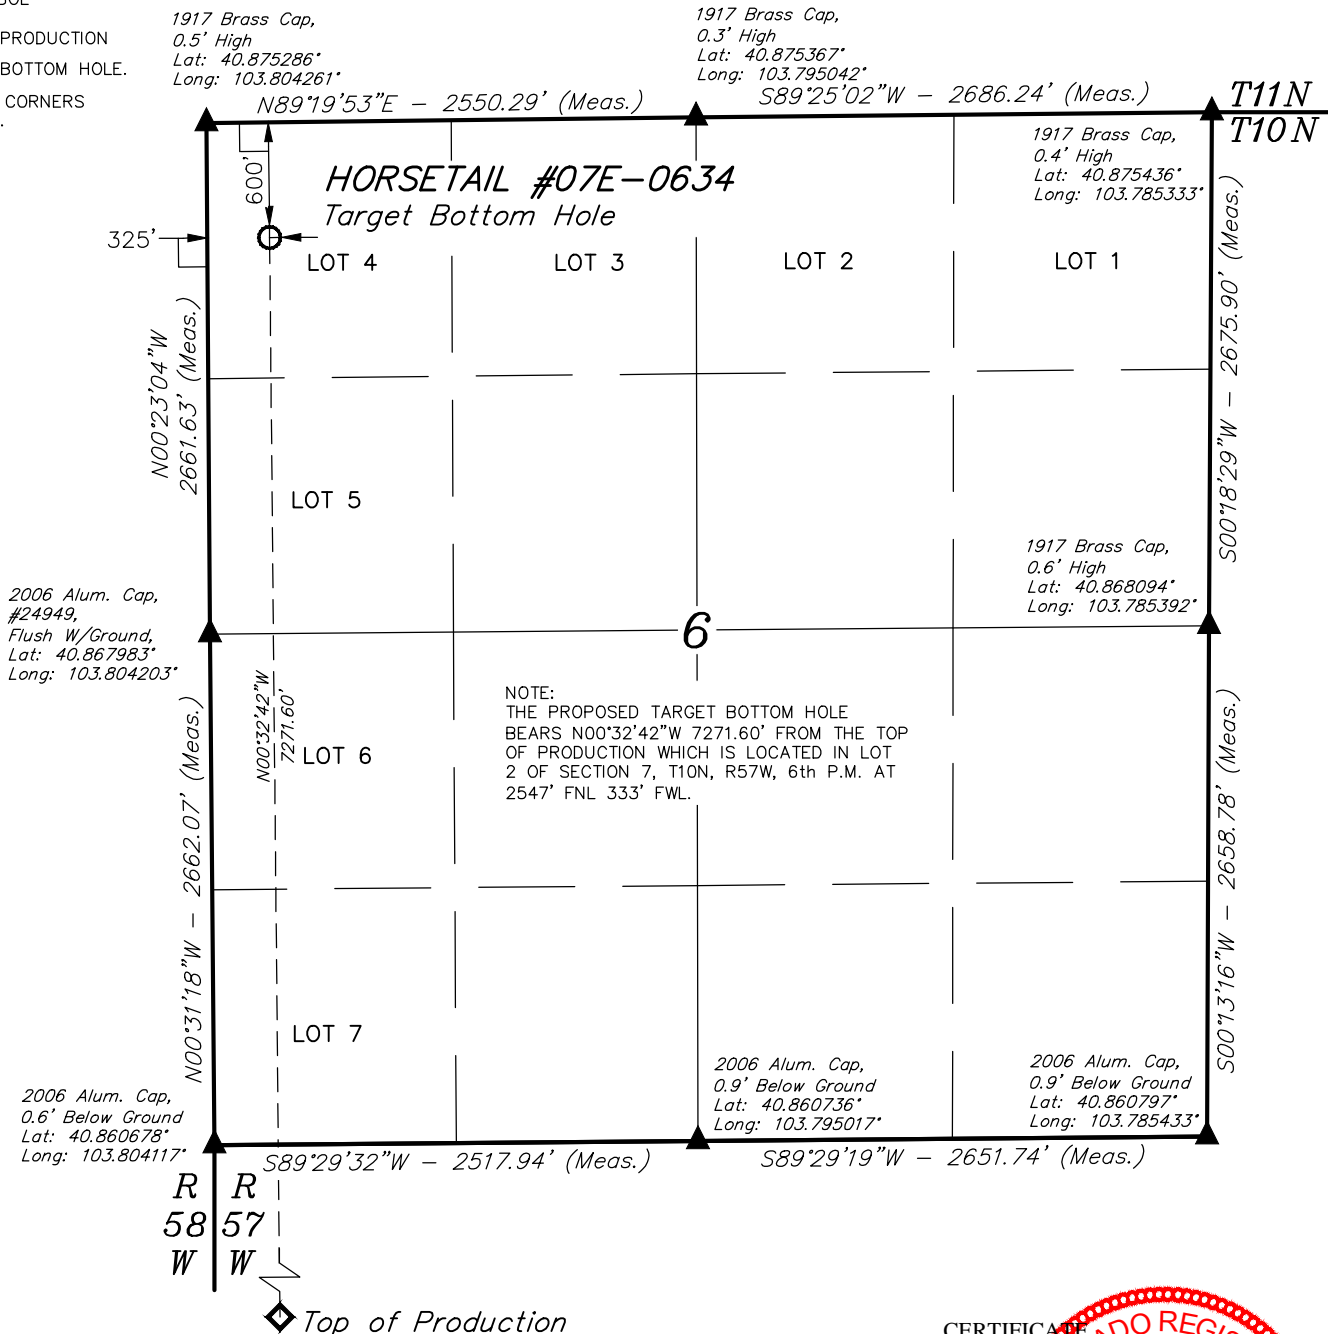 PRODUCTION
BOTTOM HOLE.
CORNERS
1917 Brass Cap,
0.5' High
Lat: 40.875286°
Long: 103.804261°
1917 Brass Cap,
0.3' High
Lat: 40.875367°
Long: 103.795042°
N89°19'53"E - 2550.29' (Meas.)
S89°25'02"W - 2686.24' (Meas.)
T11N
T10N
1917 Brass Cap,
0.4' High
Lat: 40.875436°
Long: 103.785333°
600'
HORSETAIL #07E-0634
Target Bottom Hole
325'
LOT 4
LOT 3
LOT 2
LOT 1
N00°23'04"W
2661.63' (Meas.)
S00°18'29"W - 2675.90' (Meas.)
LOT 5
1917 Brass Cap,
0.6' High
Lat: 40.868094°
Long: 103.785392°
2006 Alum. Cap,
#24949,
Flush W/Ground,
Lat: 40.867983°
Long: 103.804203°
6
N00°32'42"W
7271.60'
NOTE:
THE PROPOSED TARGET BOTTOM HOLE
BEARS N00°32'42"W 7271.60' FROM THE TOP
OF PRODUCTION WHICH IS LOCATED IN LOT
2 OF SECTION 7, T10N, R57W, 6th P.M. AT
2547' FNL 333' FWL.
LOT 6
N00°31'18"W - 2662.07' (Meas.)
S00°13'16"W - 2658.78' (Meas.)
LOT 7
2006 Alum. Cap,
0.6' Below Ground
Lat: 40.860678°
Long: 103.804117°
2006 Alum. Cap,
0.9' Below Ground
Lat: 40.860736°
Long: 103.795017°
2006 Alum. Cap,
0.9' Below Ground
Lat: 40.860797°
Long: 103.785433°
S89°29'32"W - 2517.94' (Meas.)
S89°29'19"W - 2651.74' (Meas.)
R R
58 57
W W
Top of Production
CERTIFICATE